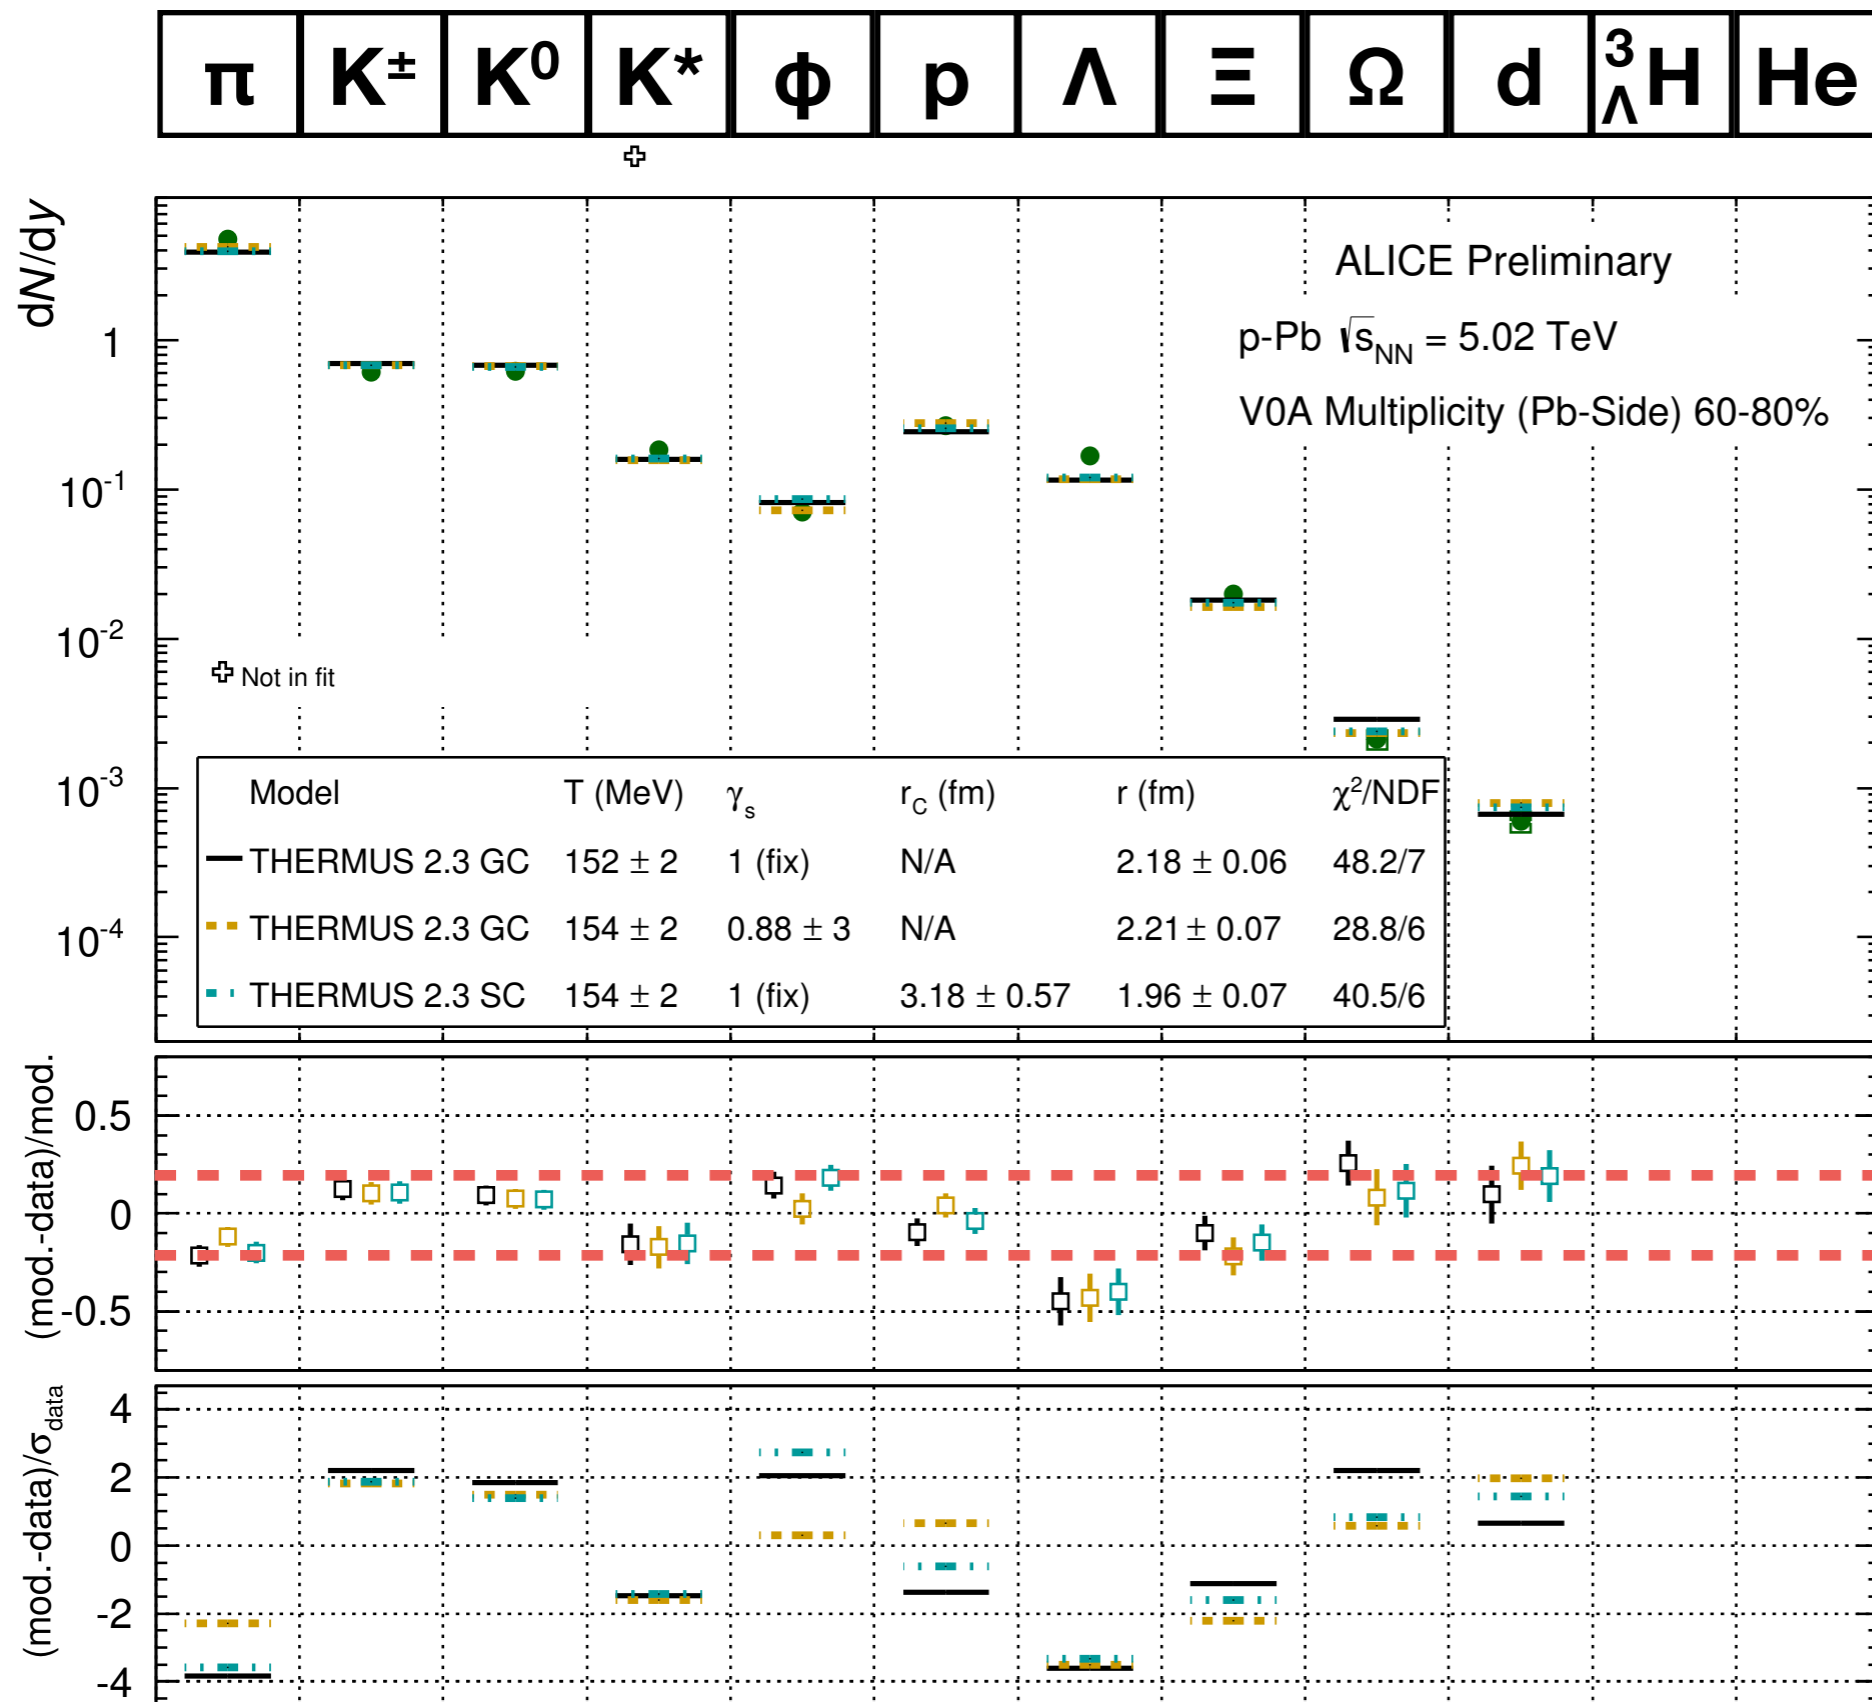 π K± K⁰ K* ϕ p Λ Ξ Ω d ³ΛH He
dN/dy
ALICE Preliminary
p-Pb √sNN = 5.02 TeV
V0A Multiplicity (Pb-Side) 60-80%
1
10⁻¹
10⁻²
10⁻³
10⁻⁴
Not in fit
Model T (MeV) γs rC (fm) r (fm) χ²/NDF
THERMUS 2.3 GC 152 ± 2 1 (fix) N/A 2.18 ± 0.06 48.2/7
THERMUS 2.3 GC 154 ± 2 0.88 ± 3 N/A 2.21 ± 0.07 28.8/6
THERMUS 2.3 SC 154 ± 2 1 (fix) 3.18 ± 0.57 1.96 ± 0.07 40.5/6
(mod.-data)/mod.
0.5
0
-0.5
(mod.-data)/σdata
4
2
0
-2
-4